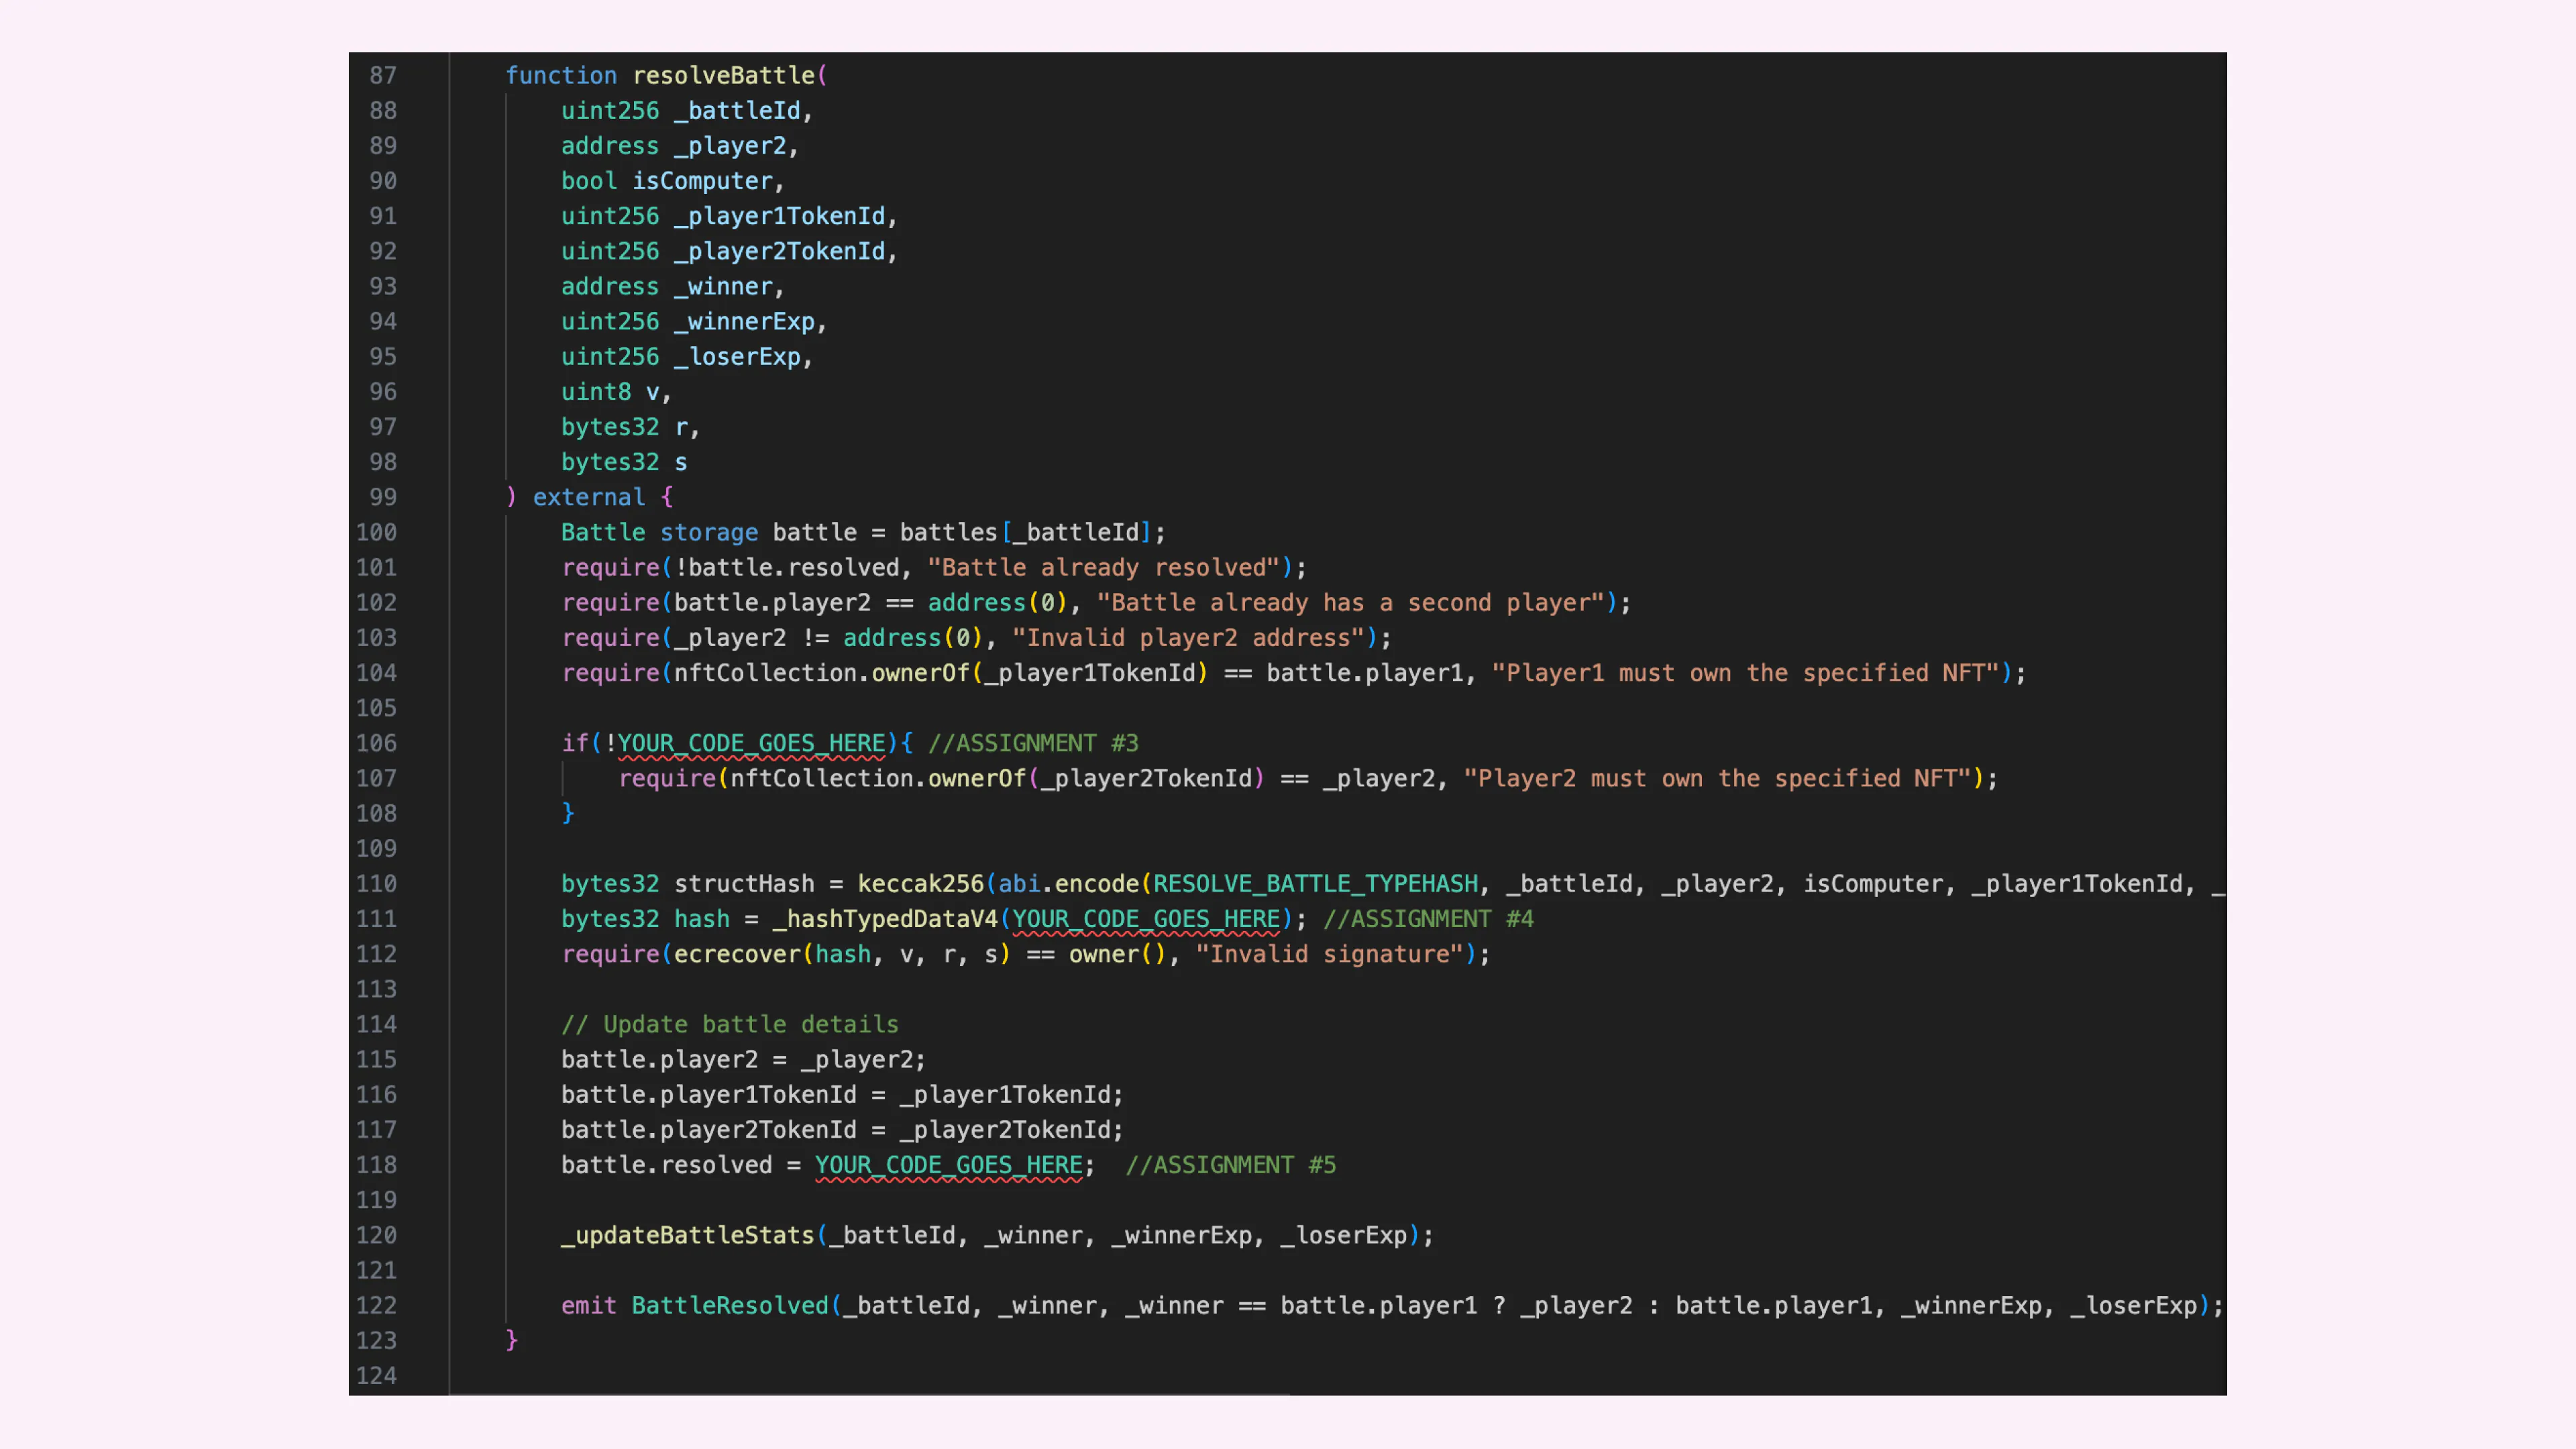 87 function resolveBattle(
88 uint256 _battleId,
89 address _player2,
90 bool isComputer,
91 uint256 _player1TokenId,
92 uint256 _player2TokenId,
93 address _winner,
94 uint256 _winnerExp,
95 uint256 _loserExp,
96 uint8 v,
97 bytes32 r,
98 bytes32 s
99 ) external {
100 Battle storage battle = battles[_battleId];
101 require(!battle.resolved, "Battle already resolved");
102 require(battle.player2 == address(0), "Battle already has a second player");
103 require(_player2 != address(0), "Invalid player2 address");
104 require(nftCollection.ownerOf(_player1TokenId) == battle.player1, "Player1 must own the specified NFT");
105
106 if(!YOUR_CODE_GOES_HERE){ //ASSIGNMENT #3
107 require(nftCollection.ownerOf(_player2TokenId) == _player2, "Player2 must own the specified NFT");
108 }
109
110 bytes32 structHash = keccak256(abi.encode(RESOLVE_BATTLE_TYPEHASH, _battleId, _player2, isComputer, _player1TokenId, _
111 bytes32 hash = _hashTypedDataV4(YOUR_CODE_GOES_HERE); //ASSIGNMENT #4
112 require(ecrecover(hash, v, r, s) == owner(), "Invalid signature");
113
114 // Update battle details
115 battle.player2 = _player2;
116 battle.player1TokenId = _player1TokenId;
117 battle.player2TokenId = _player2TokenId;
118 battle.resolved = YOUR_CODE_GOES_HERE; //ASSIGNMENT #5
119
120 _updateBattleStats(_battleId, _winner, _winnerExp, _loserExp);
121
122 emit BattleResolved(_battleId, _winner, _winner == battle.player1 ? _player2 : battle.player1, _winnerExp, _loserExp);
123 }
124